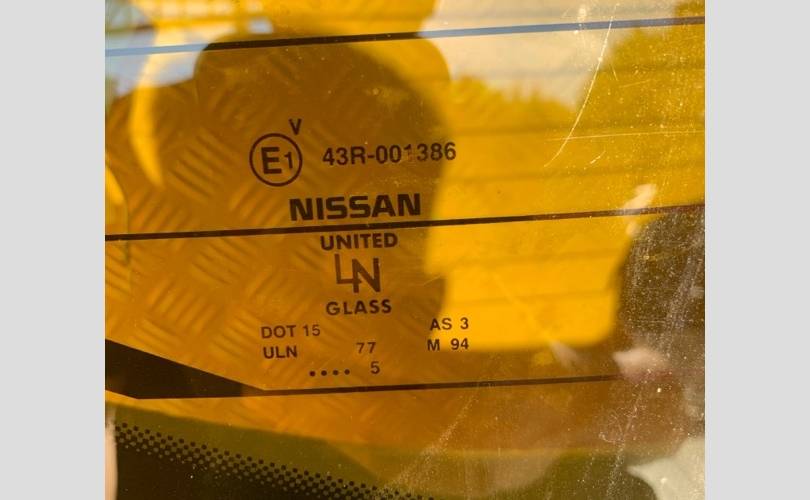 V
E1 43R-001386
NISSAN
UNITED
LN
GLASS
DOT 15 AS 3
ULN 77 M 94
•••• 5